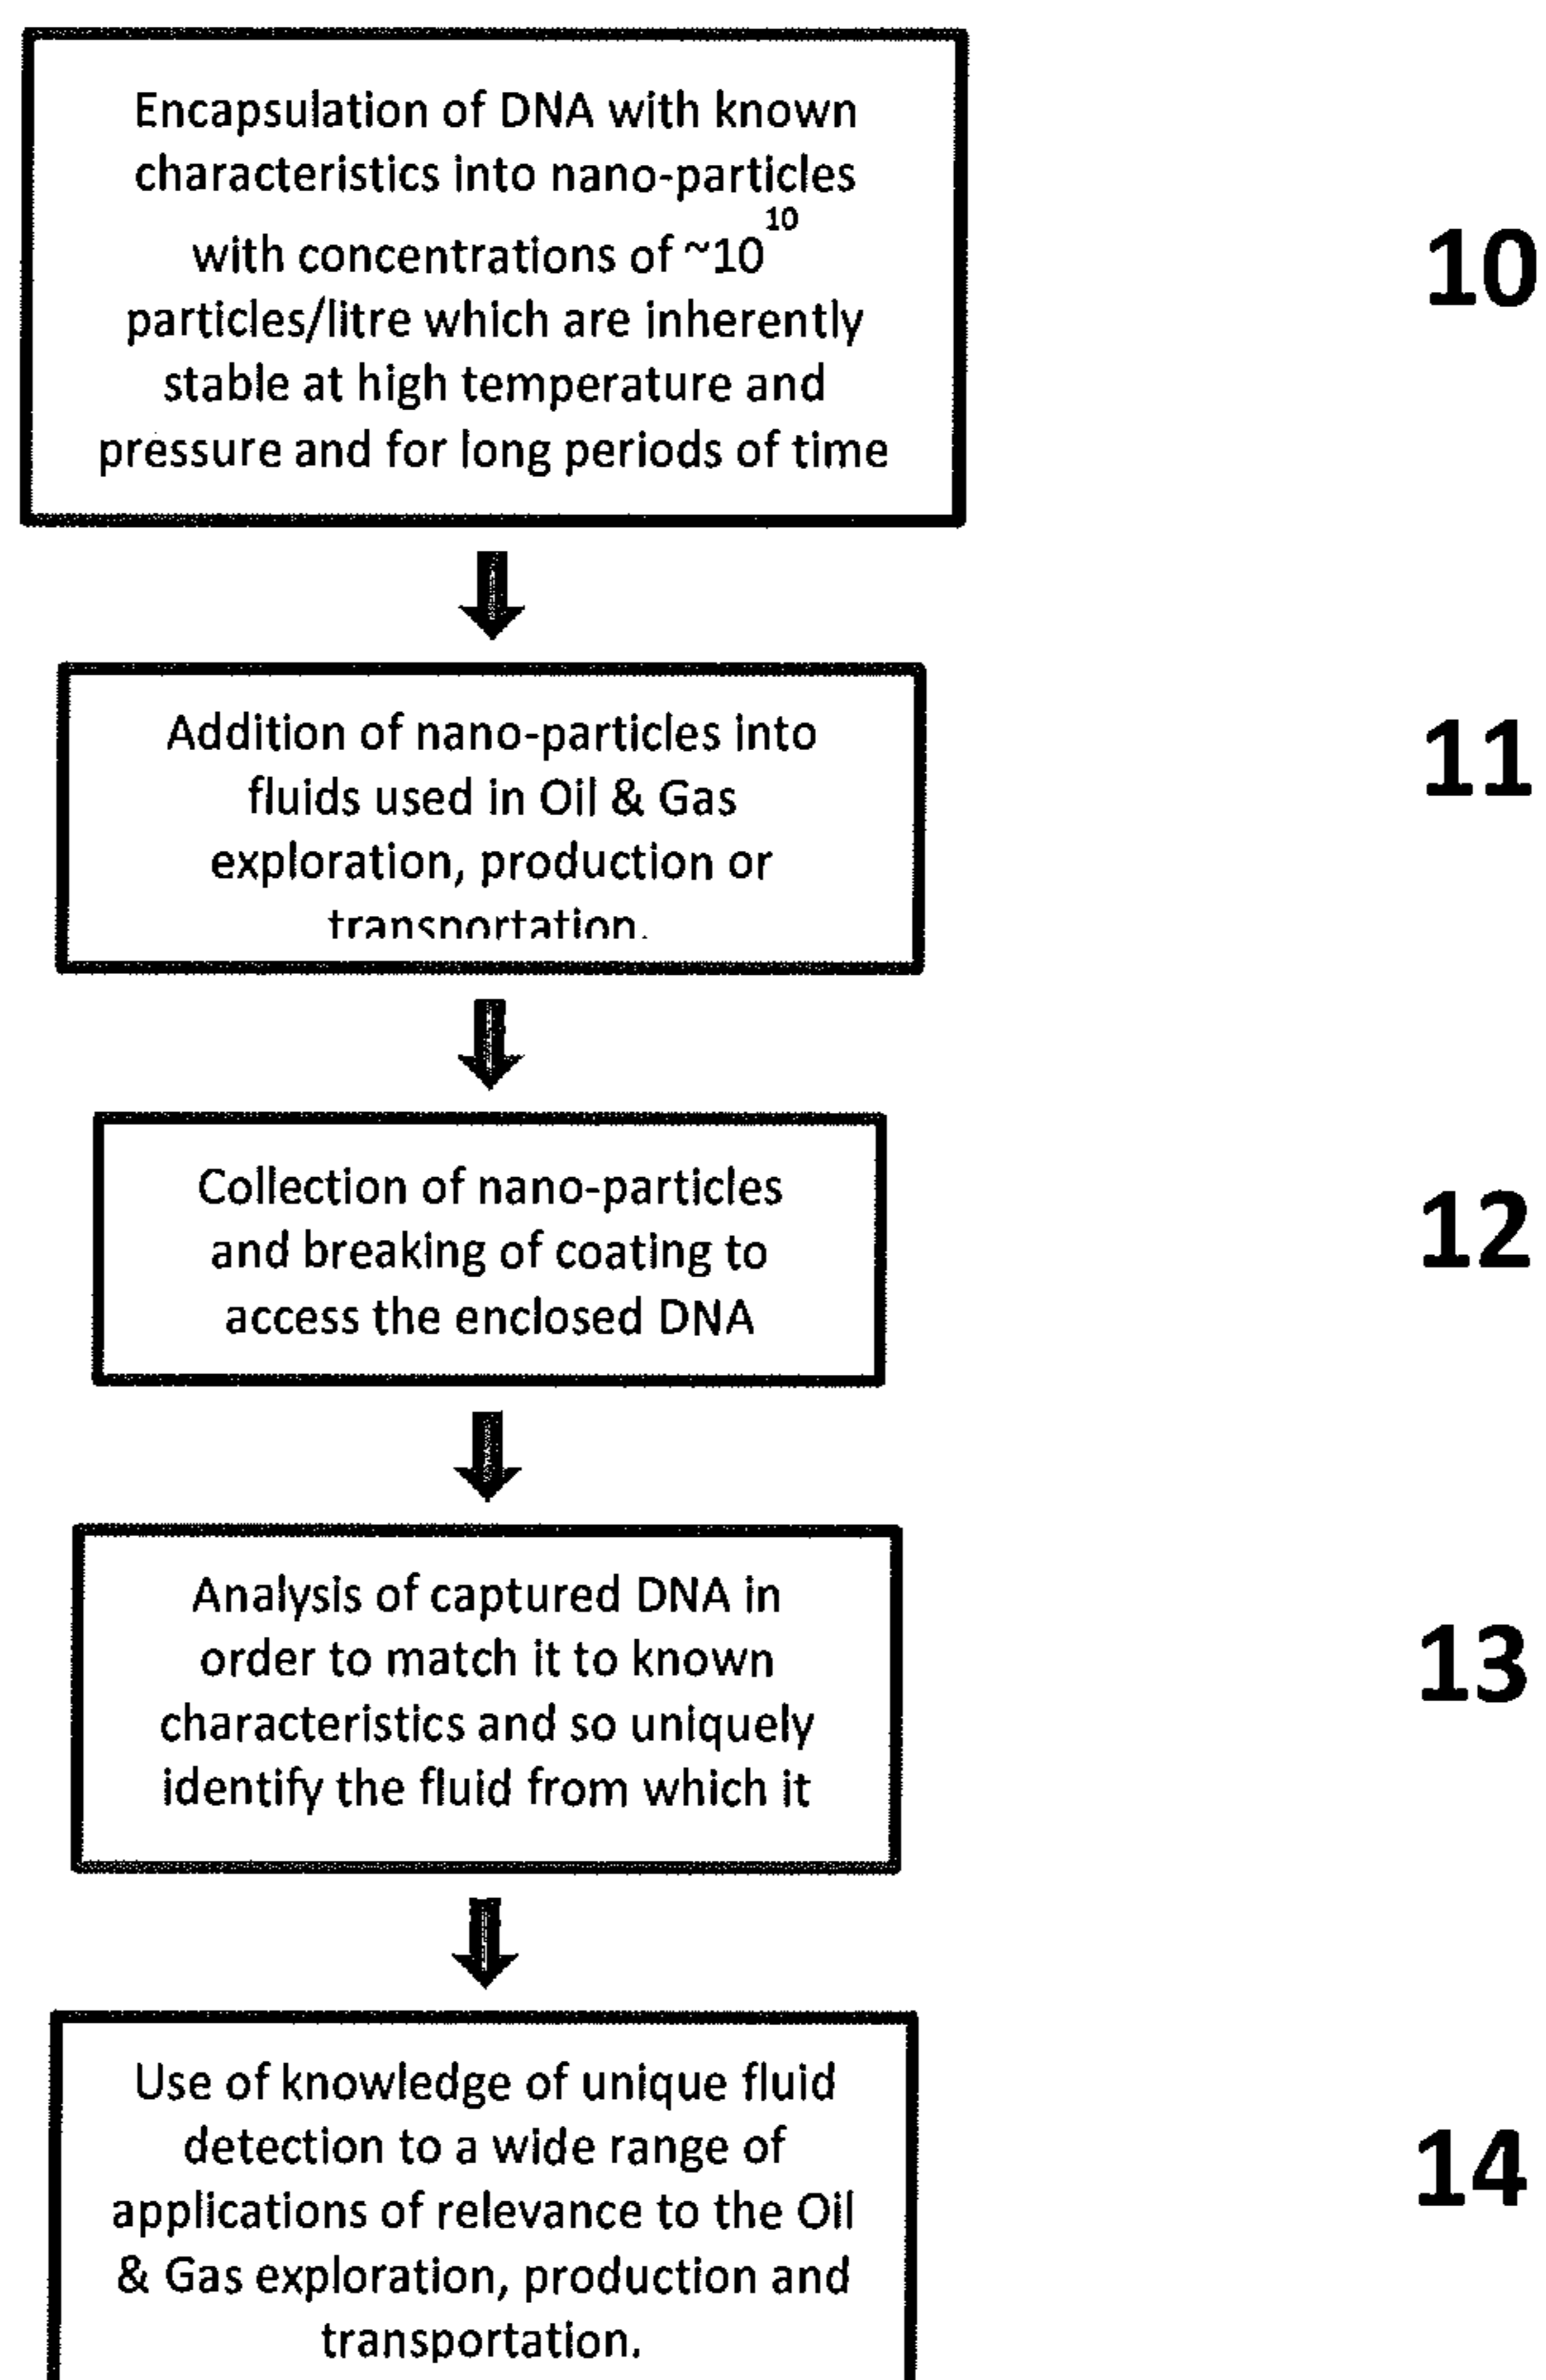 Encapsulation of DNA with known
characteristics into nano-particles
with concentrations of ~10^10
particles/litre which are inherently
stable at high temperature and
pressure and for long periods of time
10
Addition of nano-particles into
fluids used in Oil & Gas
exploration, production or
transportation.
11
Collection of nano-particles
and breaking of coating to
access the enclosed DNA
12
Analysis of captured DNA in
order to match it to known
characteristics and so uniquely
identify the fluid from which it
13
Use of knowledge of unique fluid
detection to a wide range of
applications of relevance to the Oil
& Gas exploration, production and
transportation.
14